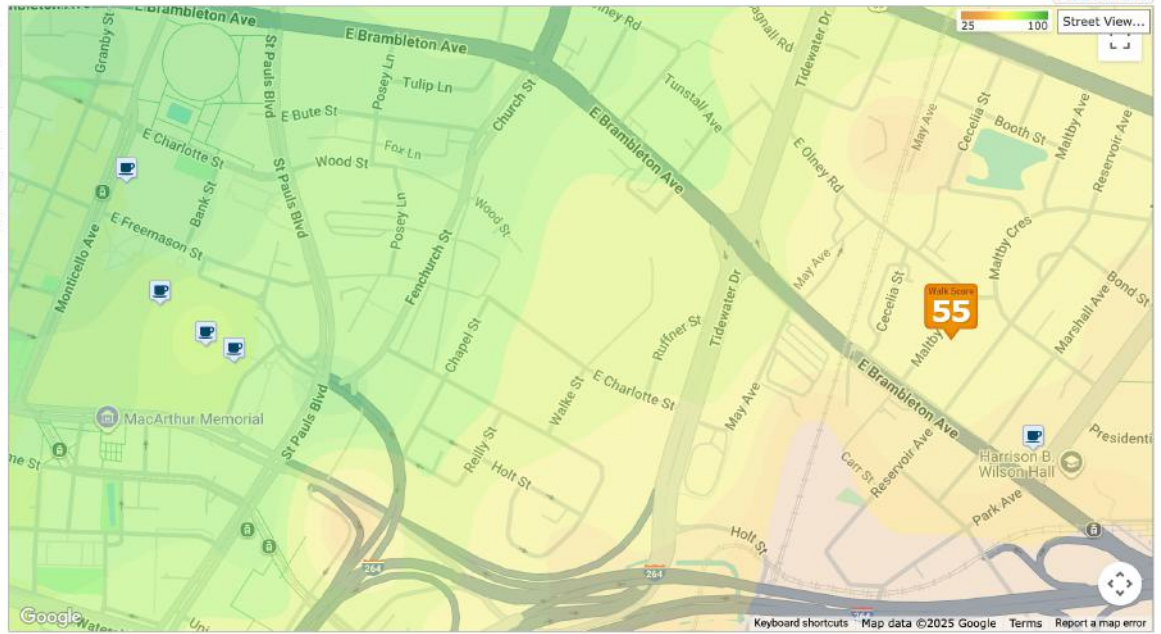 E Brambleton Ave
25 100
Street View...
Granby St
St Pauls Blvd
E Brambleton Ave
Posey Ln
Tulip Ln
Church St
Tunstall Ave
Tidewater Dr
May Ave
Cecelia St
Booth St
Maltby Ave
Reservoir Ave
E Bute St
E Charlotte St
Fox Ln
Wood St
E Brambleton Ave
E Olney Rd
St Pauls Blvd
Bank St
Posey Ln
Wood St
E Freemason St
Monticello Ave
Fenchurch St
May Ave
Maltby Cres
Cecelia St
Bond St
Marshall Ave
Walk Score
55
Tidewater Dr
Ruffner St
Chapel St
E Brambleton Ave
E Charlotte St
Walke St
May Ave
MacArthur Memorial
St Pauls Blvd
Reilly St
Holt St
Carr St
Reservoir Ave
Harrison B.
Wilson Hall
Park Ave
Holt St
264
264
Google
Keyboard shortcuts
Map data ©2025 Google
Terms
Report a map error